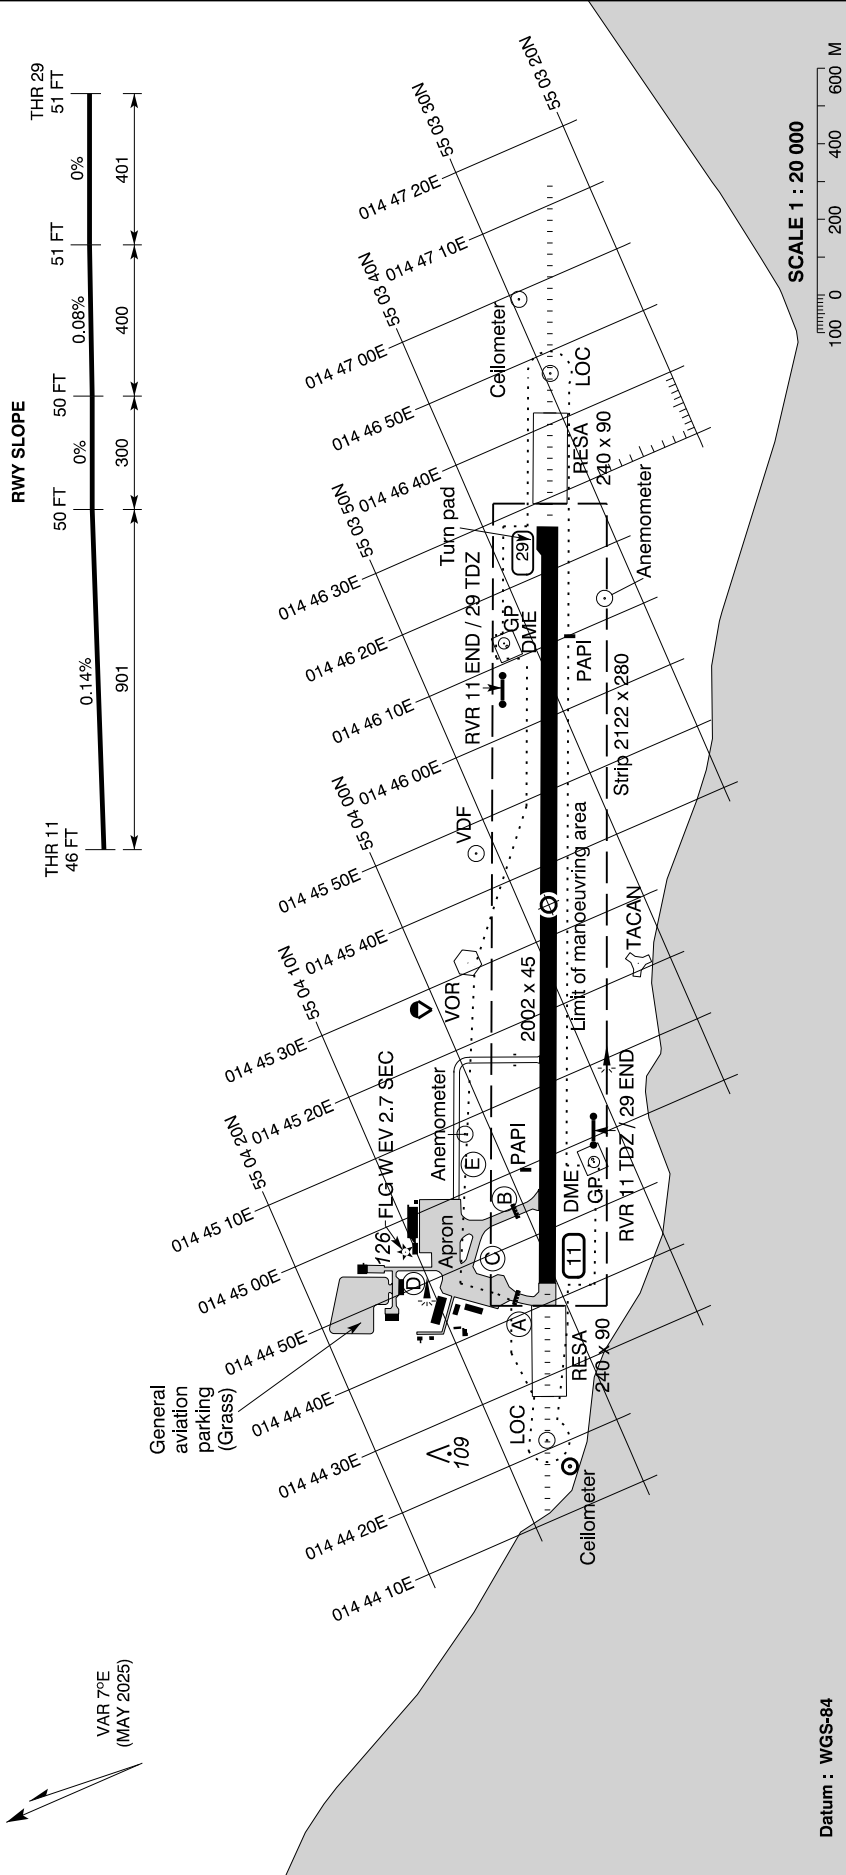 RWY SLOPE
THR 11
46 FT
50 FT
50 FT
51 FT
THR 29
51 FT
0.14%
0%
0.08%
0%
901
300
400
401
VAR 7°E
(MAY 2025)
General
aviation
parking
(Grass)
55 04 20N
55 04 10N
55 04 00N
55 03 50N
55 03 40N
55 03 30N
55 03 20N
014 44 10E
014 44 20E
014 44 30E
014 44 40E
014 44 50E
014 45 00E
014 45 10E
014 45 20E
014 45 30E
014 45 40E
014 45 50E
014 46 00E
014 46 10E
014 46 20E
014 46 30E
014 46 40E
014 46 50E
014 47 00E
014 47 10E
014 47 20E
126
FLG W EV 2.7 SEC
109
D
Apron
Anemometer
VOR
VDF
E
C
B
A
PAPI
RVR 11 END / 29 TDZ
GP
DME
Turn pad
29
Ceilometer
LOC
2002 x 45
LOC
11
DME
GP
Limit of manoeuvring area
PAPI
RESA
240 x 90
RESA
240 x 90
Ceilometer
RVR 11 TDZ / 29 END
TACAN
Strip 2122 x 280
Anemometer
SCALE 1 : 20 000
100
0
200
400
600
M
Datum : WGS-84